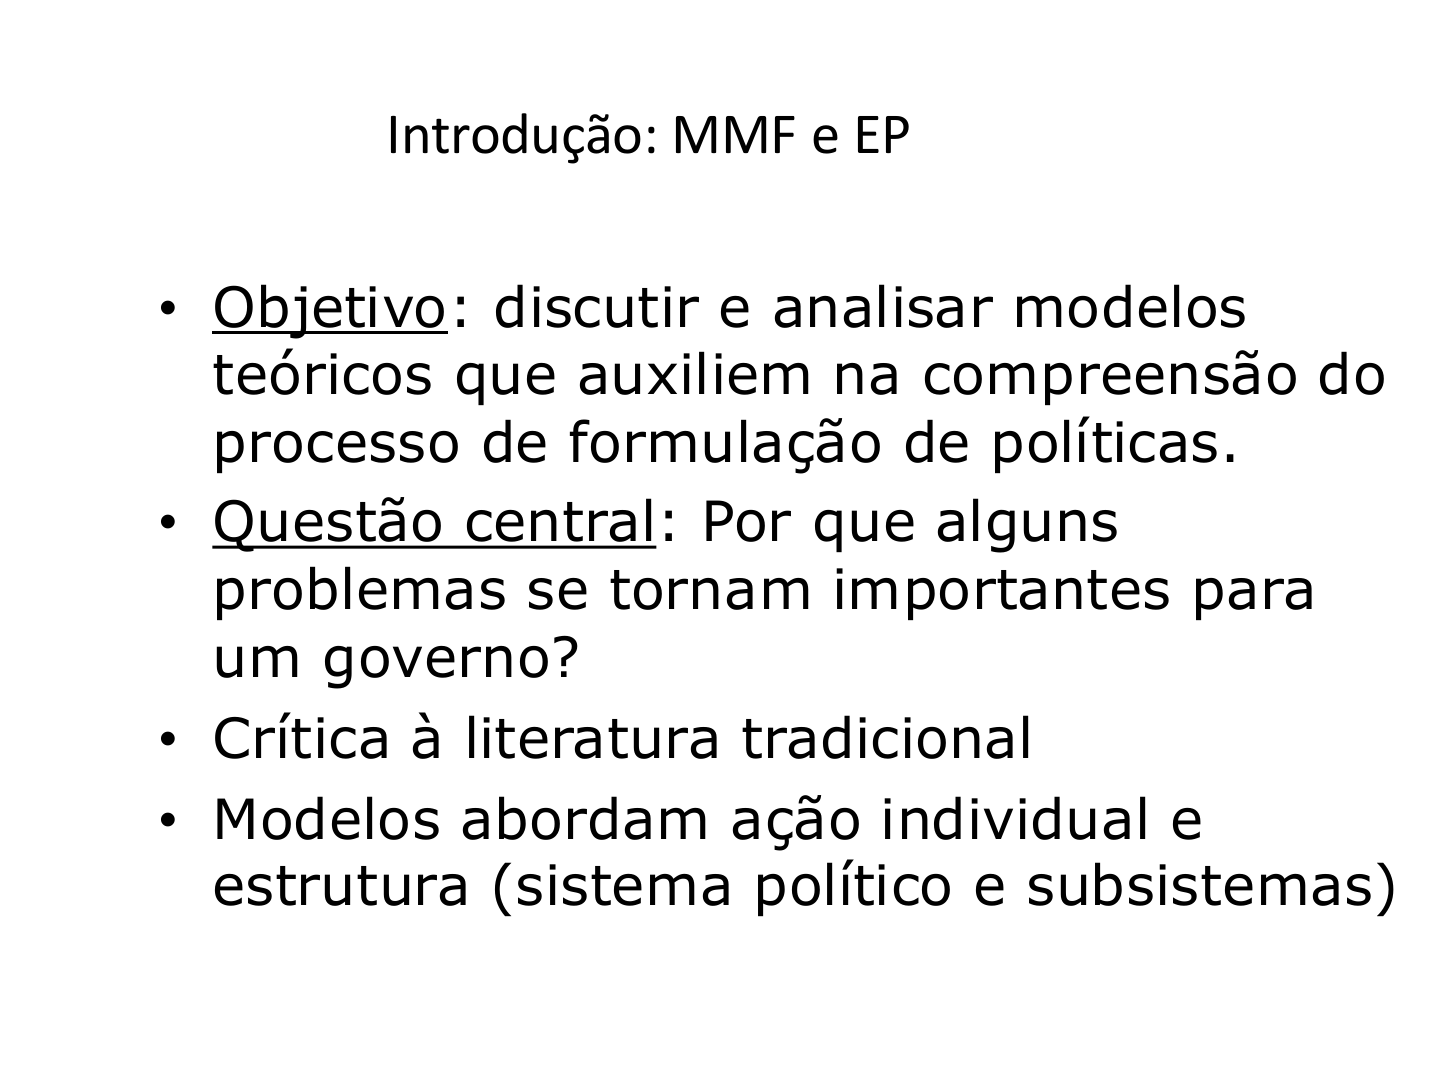 Introdução: MMF e EP
• Objetivo: discutir e analisar modelos
teóricos que auxiliem na compreensão do
processo de formulação de políticas.
• Questão central: Por que alguns
problemas se tornam importantes para
um governo?
• Crítica à literatura tradicional
• Modelos abordam ação individual e
estrutura (sistema político e subsistemas)